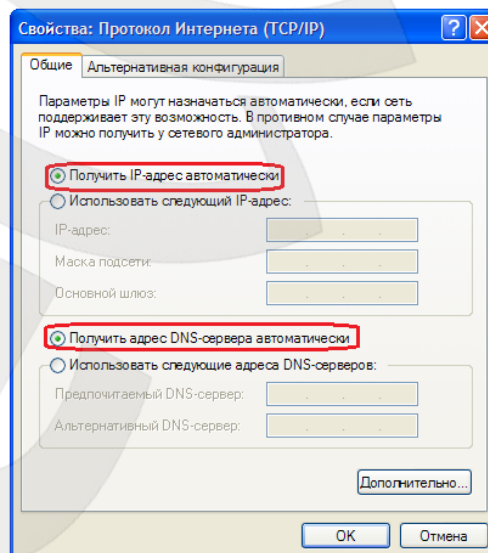 Свойства: Протокол Интернета (TCP/IP)
Общие
Альтернативная конфигурация
Параметры IP могут назначаться автоматически, если сеть
поддерживает эту возможность. В противном случае параметры
IP можно получить у сетевого администратора.
Получить IP-адрес автоматически
Использовать следующий IP-адрес:
IP-адрес:
Маска подсети:
Основной шлюз:
Получить адрес DNS-сервера автоматически
Использовать следующие адреса DNS-серверов:
Предпочитаемый DNS-сервер:
Альтернативный DNS-сервер:
Дополнительно...
OK
Отмена